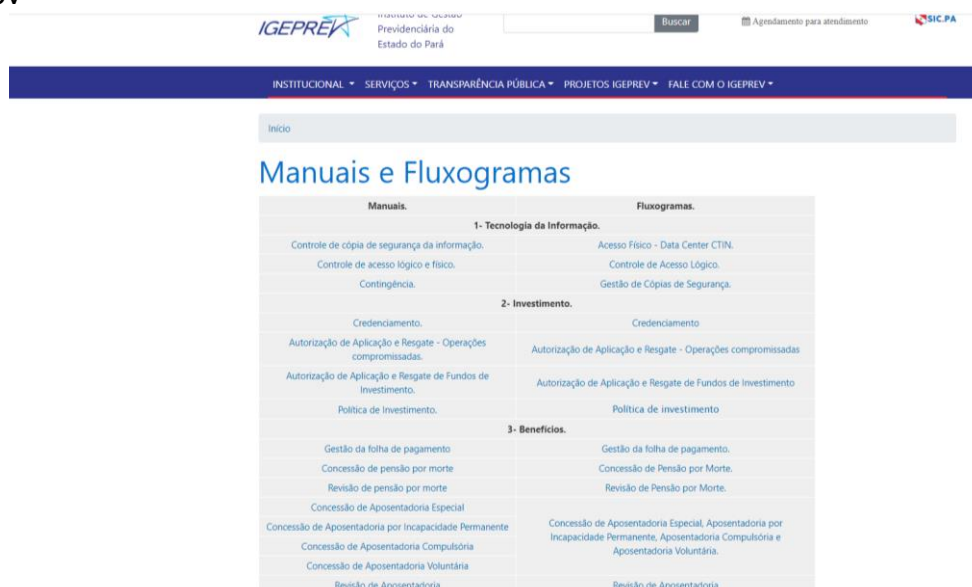 IGEPREV
Instituto de Gestão
Previdenciária do
Estado do Pará
Buscar
Agendamento para atendimento
SIC.PA
INSTITUCIONAL SERVIÇOS TRANSPARÊNCIA PÚBLICA PROJETOS IGEPREV FALE COM O IGEPREV
Início
Manuais e Fluxogramas
Manuais. Fluxogramas.
1- Tecnologia da Informação.
Controle de cópia de segurança da informação. Acesso Físico - Data Center CTIN.
Controle de acesso lógico e físico. Controle de Acesso Lógico.
Contingência. Gestão de Cópias de Segurança.
2- Investimento.
Credenciamento. Credenciamento
Autorização de Aplicação e Resgate - Operações
compromissadas.
Autorização de Aplicação e Resgate - Operações compromissadas
Autorização de Aplicação e Resgate de Fundos de
Investimento.
Autorização de Aplicação e Resgate de Fundos de Investimento
Política de Investimento. Política de investimento
3- Benefícios.
Gestão da folha de pagamento Gestão da folha de pagamento.
Concessão de pensão por morte Concessão de Pensão por Morte.
Revisão de pensão por morte Revisão de Pensão por Morte.
Concessão de Aposentadoria Especial
Concessão de Aposentadoria por Incapacidade Permanente
Concessão de Aposentadoria Compulsória
Concessão de Aposentadoria Voluntária
Concessão de Aposentadoria Especial, Aposentadoria por
Incapacidade Permanente, Aposentadoria Compulsória e
Aposentadoria Voluntária.
Revisão de Aposentadoria Revisão de Aposentadoria